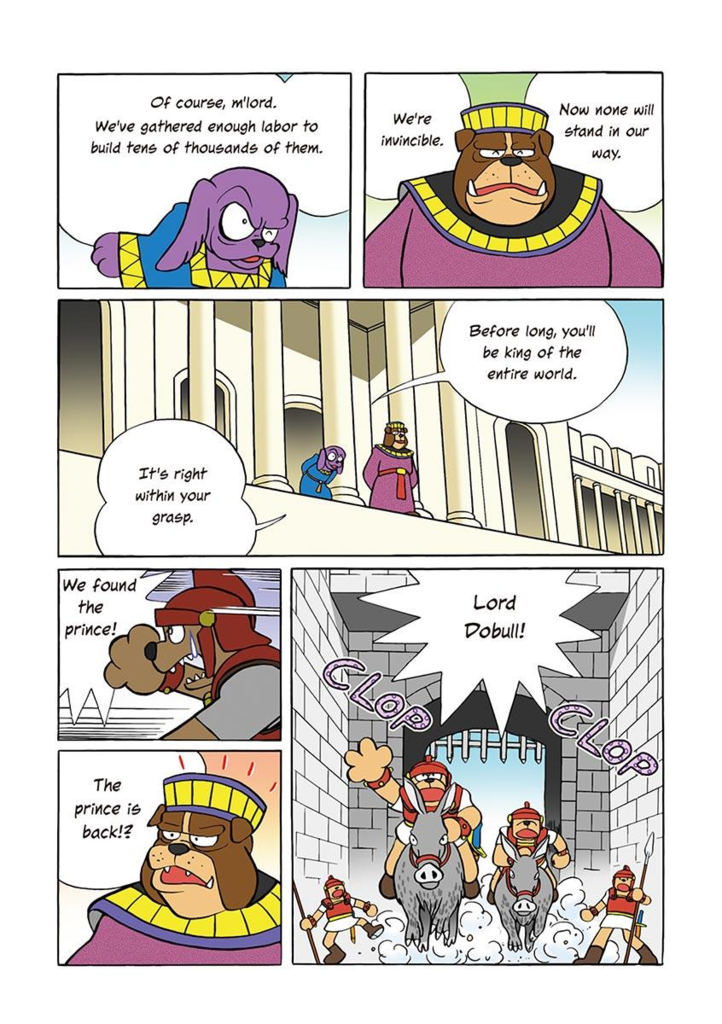 Of course, m'lord.
We've gathered enough labor to
build tens of thousands of them.
We're
invincible.
Now none will
stand in our
way.
Before long, you'll
be king of the
entire world.
It's right
within your
grasp.
We found
the
prince!
Lord
Dobull!
CLOP
CLOP
The
prince is
back!?